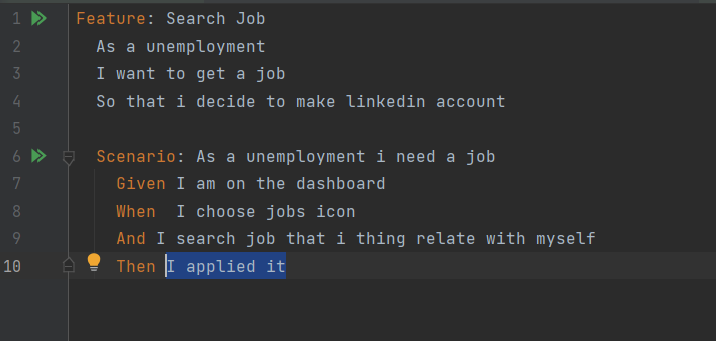 1 Feature: Search Job
2 As a unemployment
3 I want to get a job
4 So that i decide to make linkedin account
5
6 Scenario: As a unemployment i need a job
7 Given I am on the dashboard
8 When  I choose jobs icon
9 And I search job that i thing relate with myself
10 Then I applied it